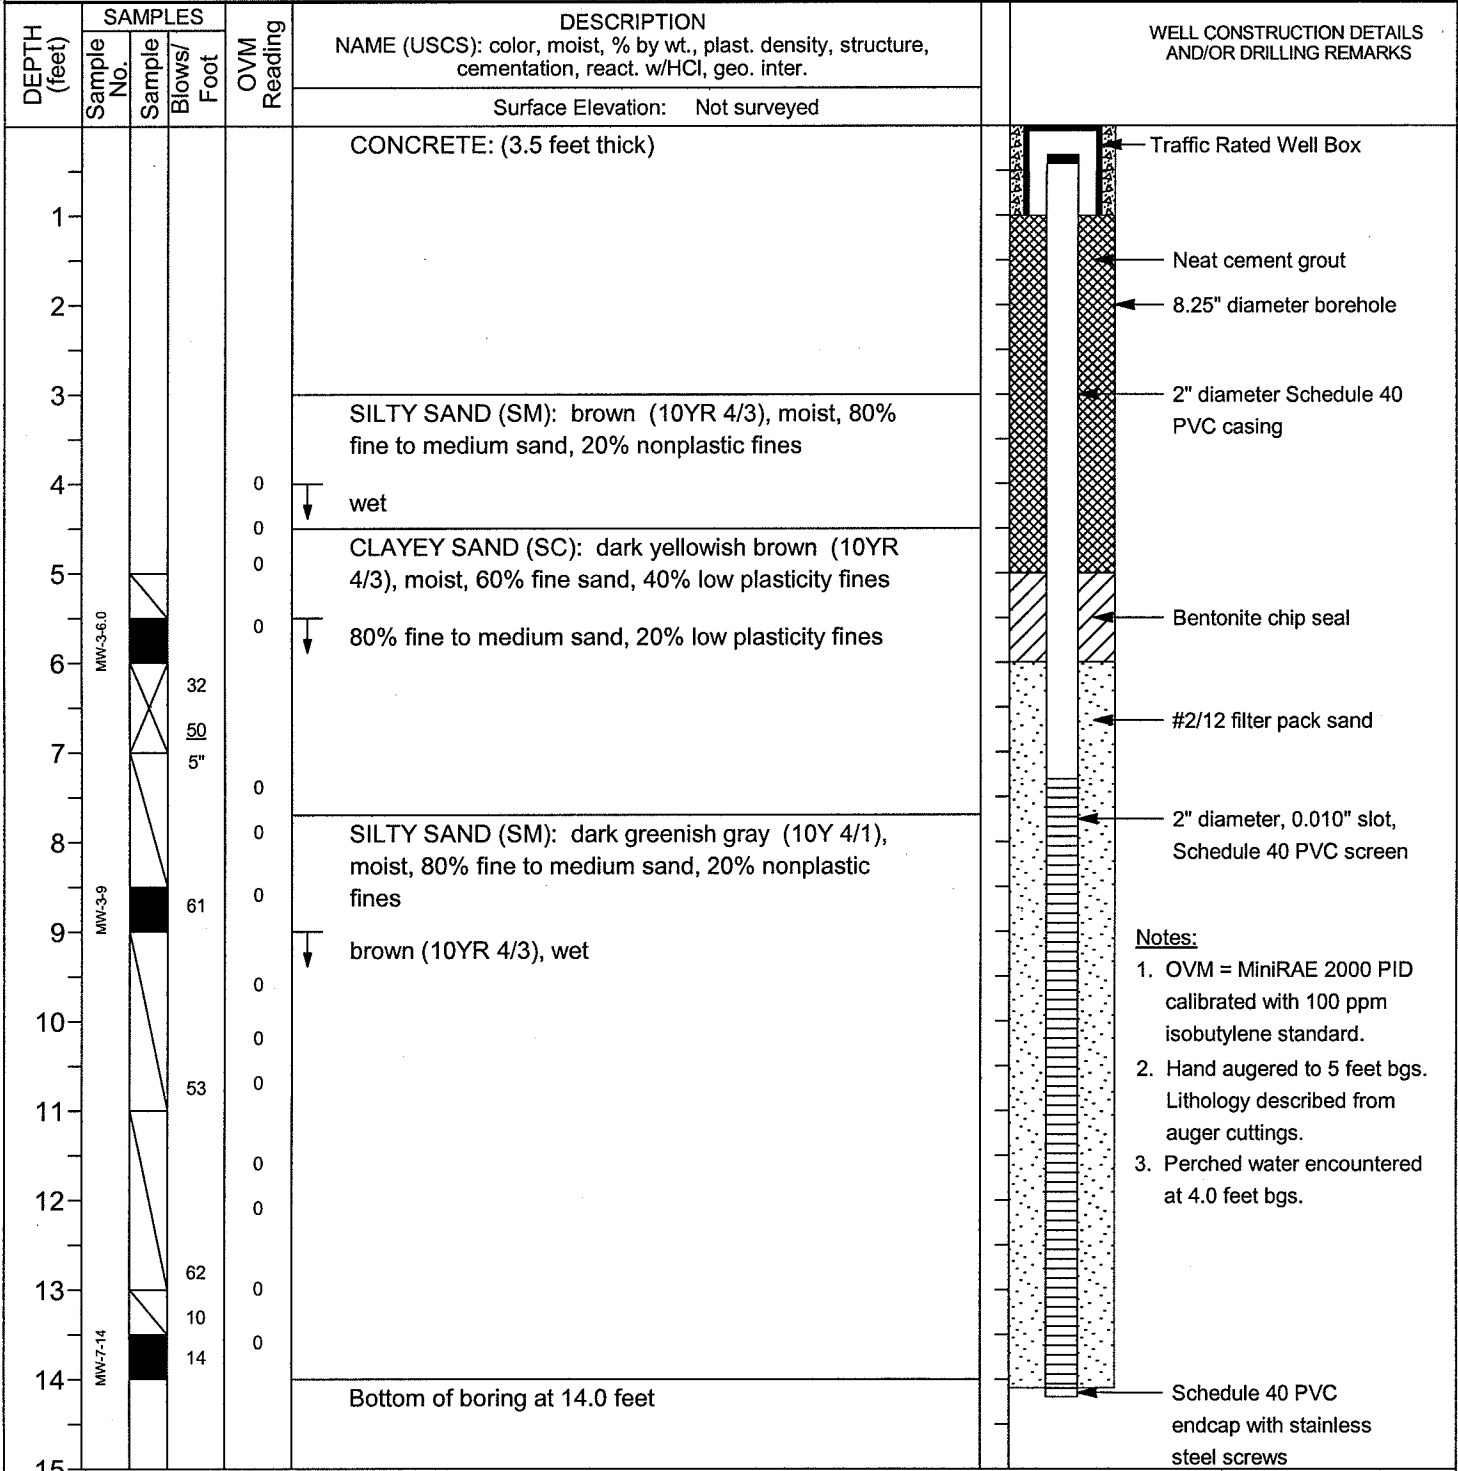 DEPTH
(feet)
SAMPLES
Sample
No.
Sample
Blows/
Foot
OVM
Reading
DESCRIPTION
NAME (USCS): color, moist, % by wt., plast. density, structure,
cementation, react. w/HCl, geo. inter.
Surface Elevation: Not surveyed
WELL CONSTRUCTION DETAILS
AND/OR DRILLING REMARKS
CONCRETE: (3.5 feet thick)
Traffic Rated Well Box
1
Neat cement grout
2
8.25" diameter borehole
3
2" diameter Schedule 40
PVC casing
SILTY SAND (SM): brown (10YR 4/3), moist, 80%
fine to medium sand, 20% nonplastic fines
4
0
wet
0
CLAYEY SAND (SC): dark yellowish brown (10YR
4/3), moist, 60% fine sand, 40% low plasticity fines
0
5
MW-3-6.0
0
80% fine to medium sand, 20% low plasticity fines
Bentonite chip seal
6
32
50
5"
#2/12 filter pack sand
7
0
8
0
SILTY SAND (SM): dark greenish gray (10Y 4/1),
moist, 80% fine to medium sand, 20% nonplastic
fines
2" diameter, 0.010" slot,
Schedule 40 PVC screen
MW-3-9
61
0
9
brown (10YR 4/3), wet
0
Notes:
1. OVM = MiniRAE 2000 PID
calibrated with 100 ppm
isobutylene standard.
2. Hand augered to 5 feet bgs.
Lithology described from
auger cuttings.
3. Perched water encountered
at 4.0 feet bgs.
10
0
53
0
11
0
12
0
62
13
0
10
MW-7-14
14
0
14
Bottom of boring at 14.0 feet
Schedule 40 PVC
endcap with stainless
steel screws
15